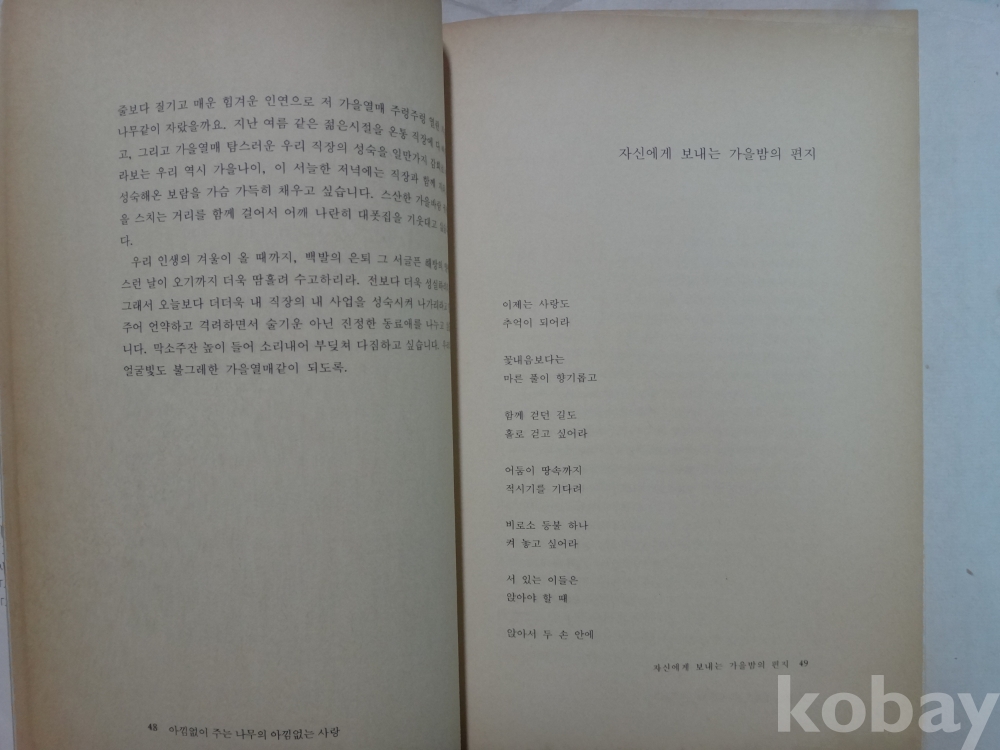 줄보다 질기고 매운 힘겨운 인연으로 저 가을열매 주렁주렁
나무같이 자랐을까요. 지난 여름 같은 젊은시절을 온통 직장에
고, 그리고 가을열매 탐스러운 우리 직장의 성숙을 일반가지
라보는 우리 역시 가을나이, 이 서늘한 저녁에는 직장과 함께
성숙해온 보람을 가슴 가득히 채우고 싶습니다. 스산한
을 스치는 거리를 함께 걸어서 어깨 나란히 대폿집을 기웃대고
다.
우리 인생의 겨울이 올 때까지, 백발의 은퇴 그 서글픈
스런 날이 오기까지 더욱 땀흘려 수고하리라. 전보다 더욱
그래서 오늘보다 더더욱 내 직장의 내 사업을 성숙시켜
주어 언약하고 격려하면서 술기운 아닌 진정한 동료애를 나누고
니다. 막소주잔 높이 들어 소리내어 부딪쳐 다짐하고 싶습니다.
얼굴빛도 불그레한 가을열매같이 되도록.
48 아낌없이 주는 나무의 아낌없는 사랑
자신에게 보내는 가을밤의 편지
이제는 사랑도
추억이 되어라
꽃내음보다는
마른 풀이 향기롭고
함께 걷던 길도
홀로 걷고 싶어라
어둠이 땅속까지
적시기를 기다려
비로소 등불 하나
켜 놓고 싶어라
서 있는 이들은
앉아야 할 때
앉아서 두 손 안에
자신에게 보내는 가을밤의 편지 49
kobay